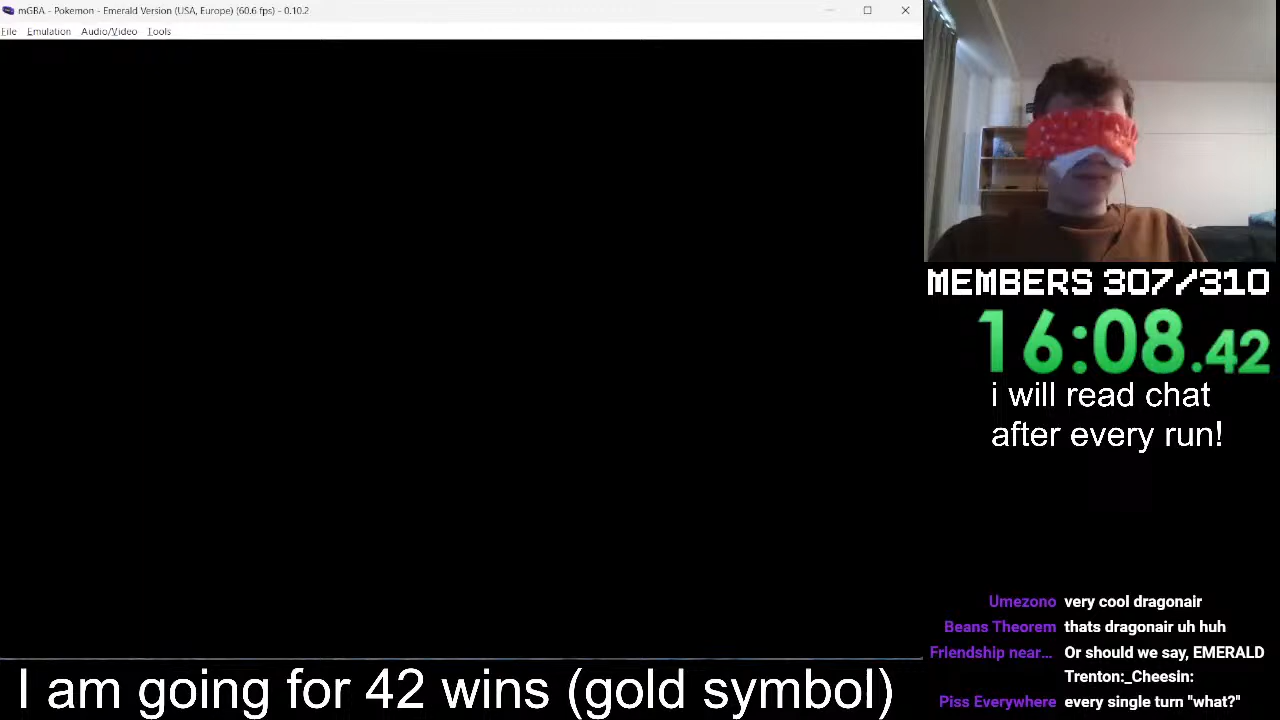 mGBA - Pokemon - Emerald Version (USA, Europe) (60.6 fps) - 0.10.2
File Emulation Audio/Video Tools
MEMBERS 307/310
16:08.42
i will read chat
after every run!
Umezono very cool dragonair
Beans Theorem thats dragonair uh huh
Friendship near... Or should we say, EMERALD
Trenton:_Cheesin:
Piss Everywhere every single turn "what?"
I am going for 42 wins (gold symbol)